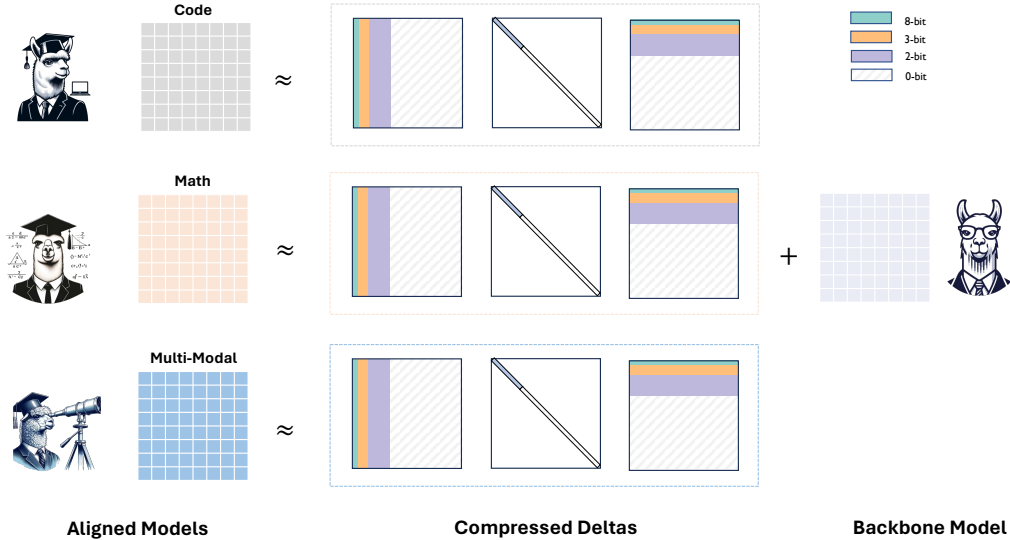 Code
8-bit
3-bit
2-bit
0-bit
≈
Math
≈
+
Multi-Modal
≈
Aligned Models
Compressed Deltas
Backbone Model